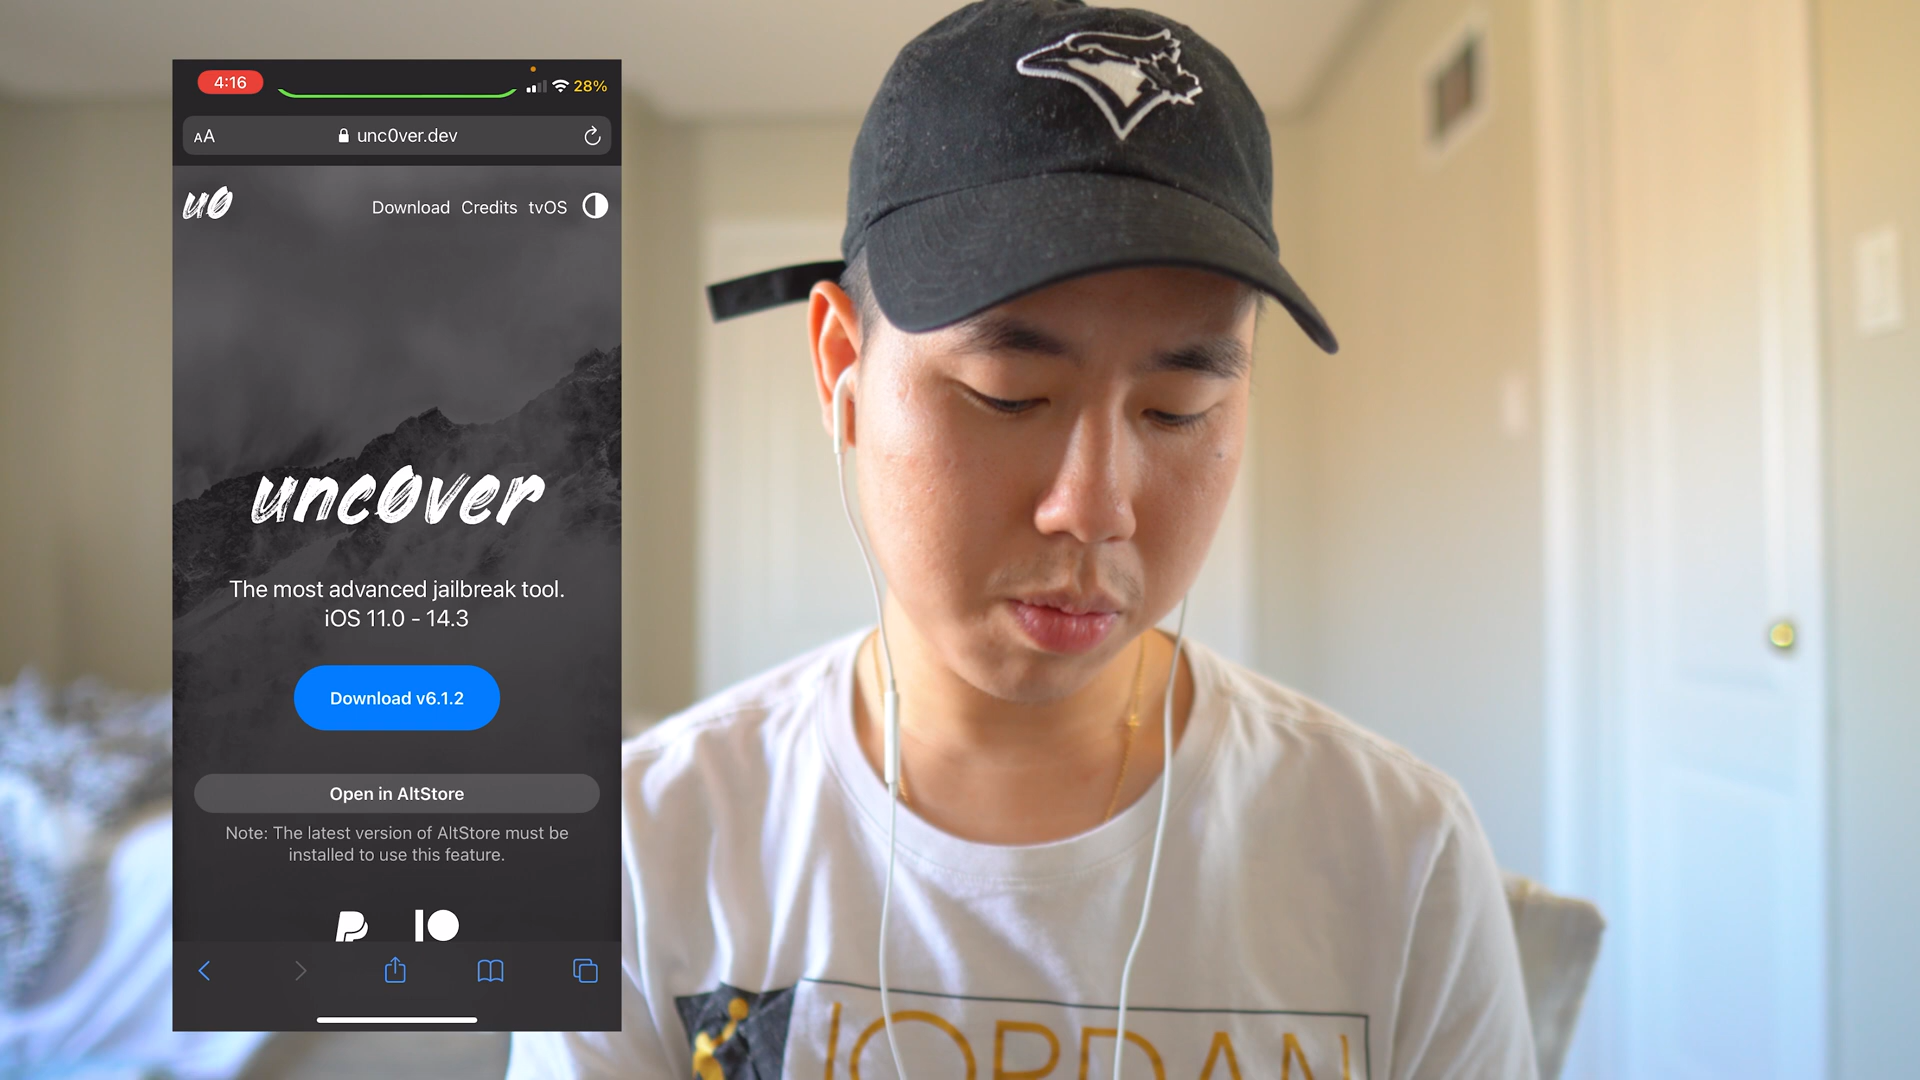 4:16
28%
AA
unc0ver.dev
u0
Download Credits tvOS
unc0ver
The most advanced jailbreak tool.
iOS 11.0 - 14.3
Download v6.1.2
Open in AltStore
Note: The latest version of AltStore must be
installed to use this feature.
JORDAN